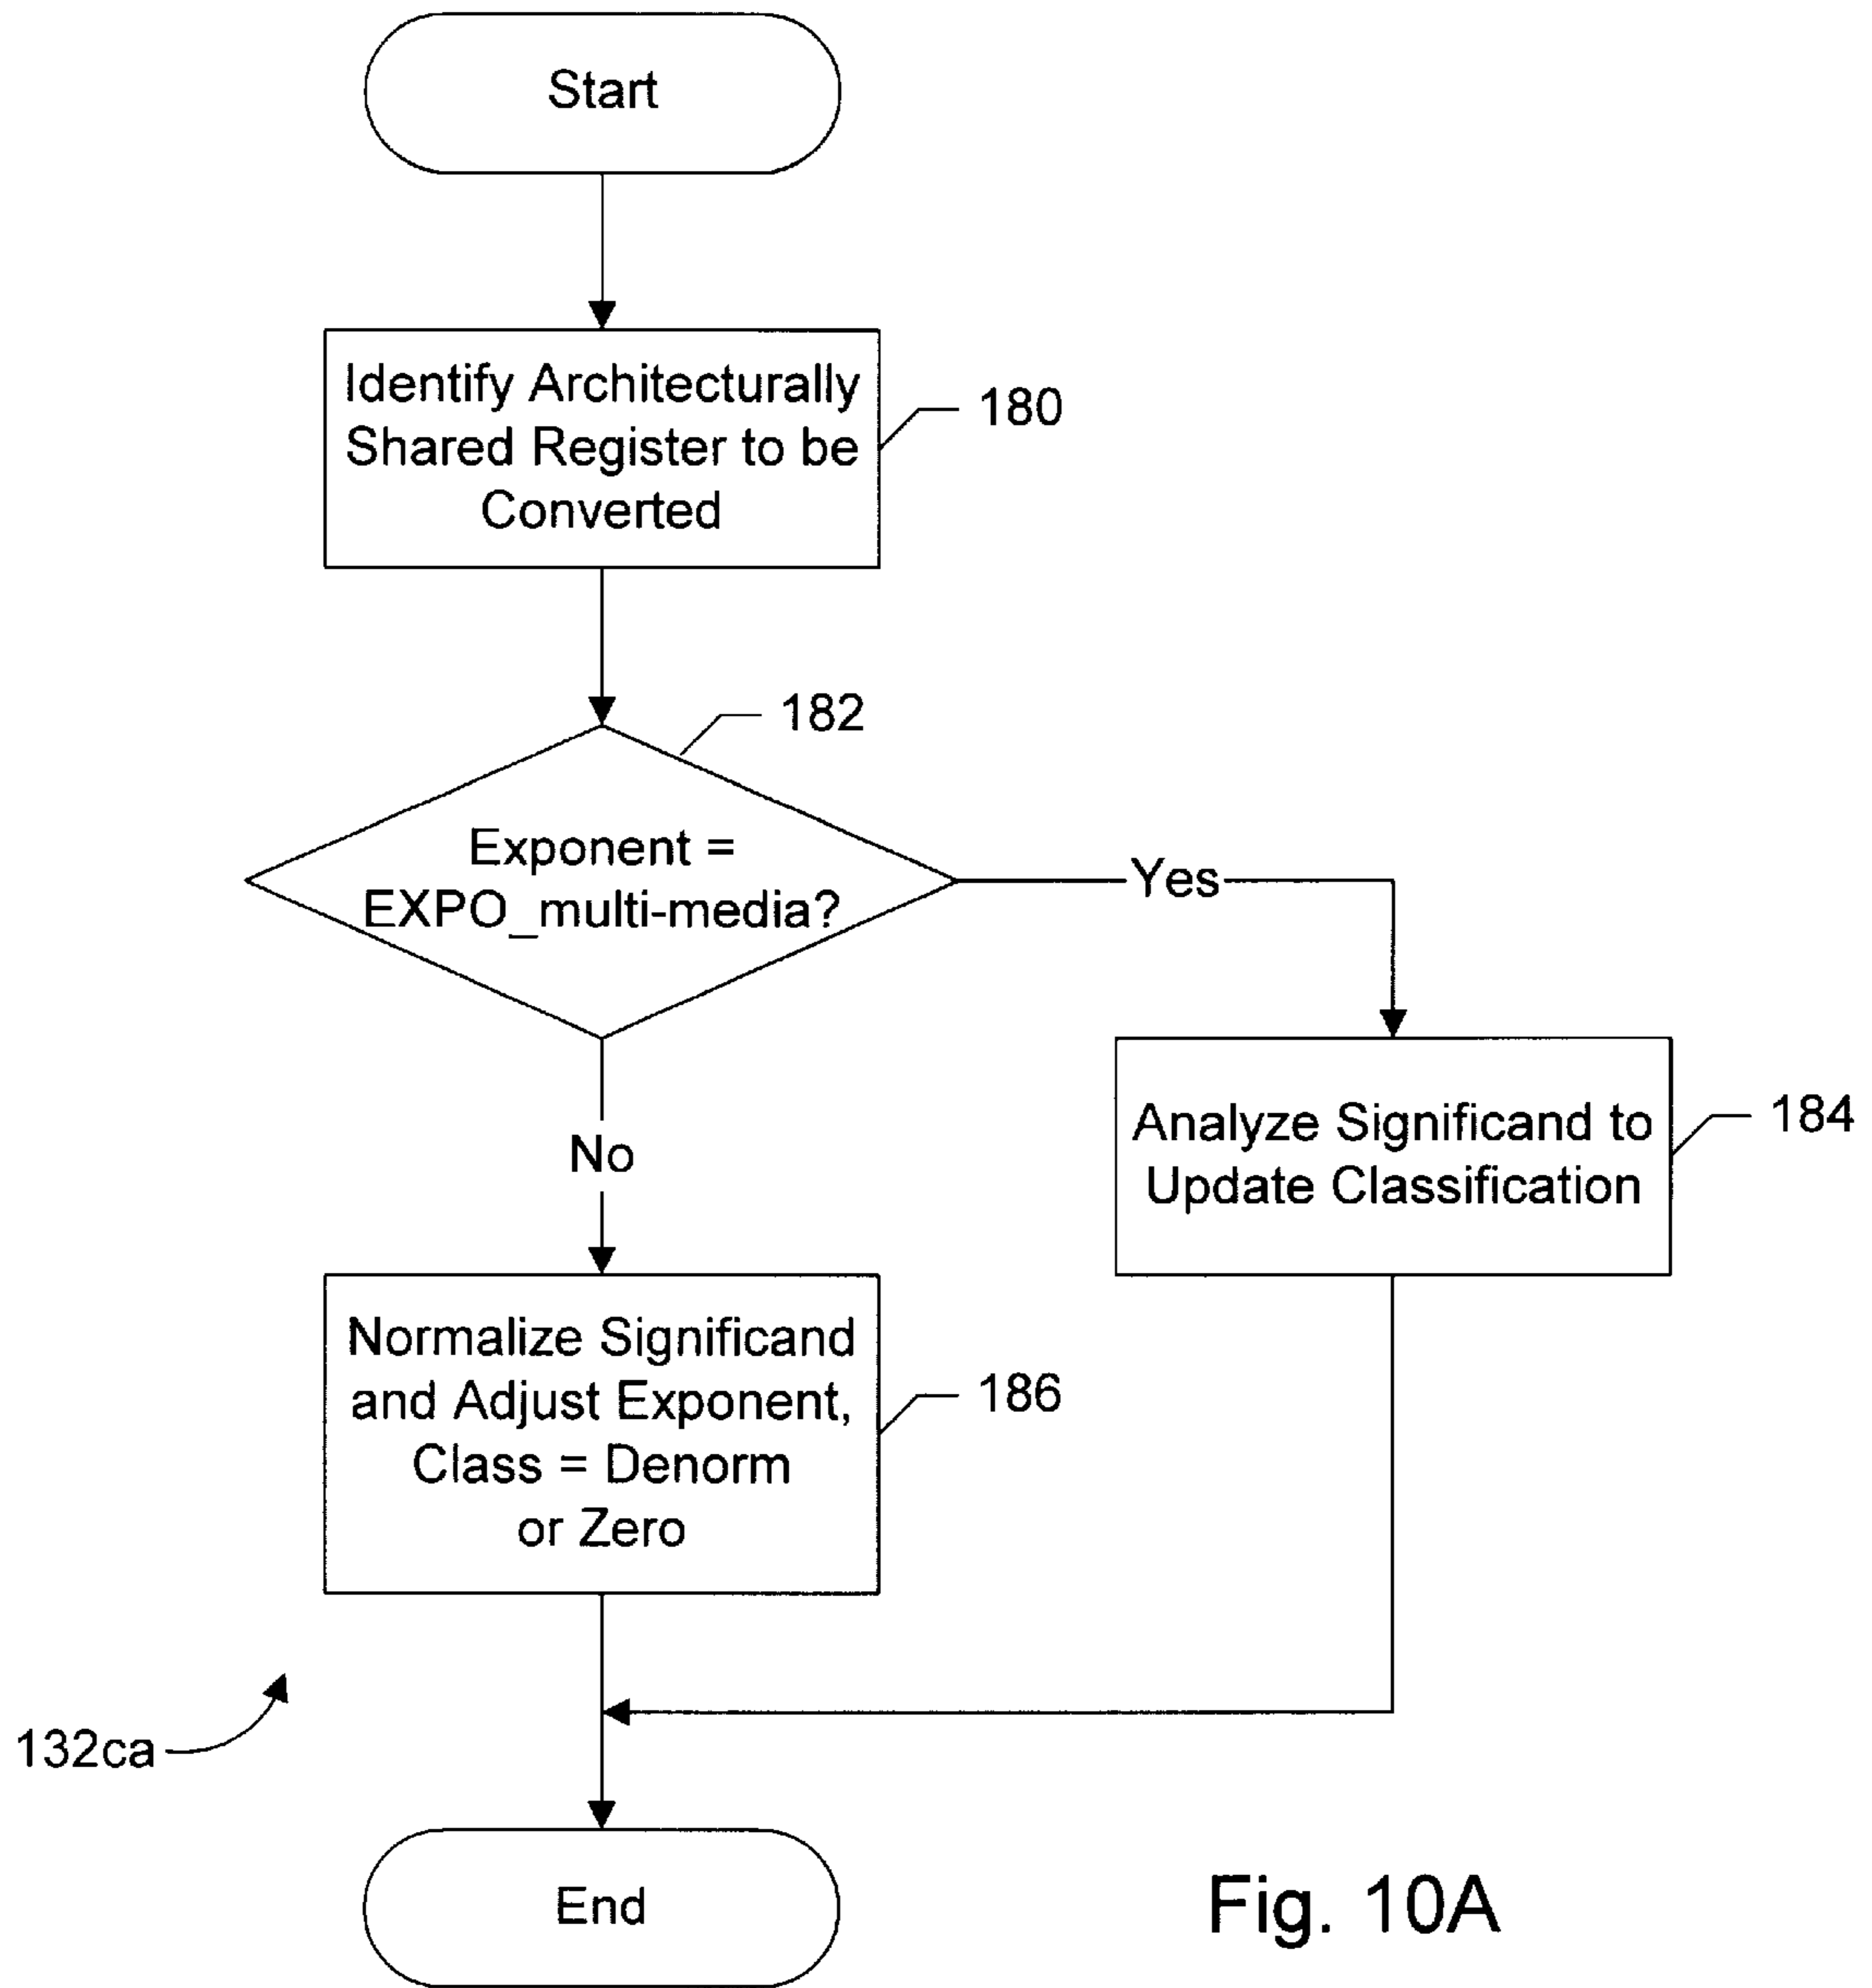 Start
Identify Architecturally
Shared Register to be
Converted
180
182
Exponent =
EXPO_multi-media?
Yes
No
Analyze Significand to
Update Classification
184
Normalize Significand
and Adjust Exponent,
Class = Denorm
or Zero
186
132ca
End
Fig. 10A